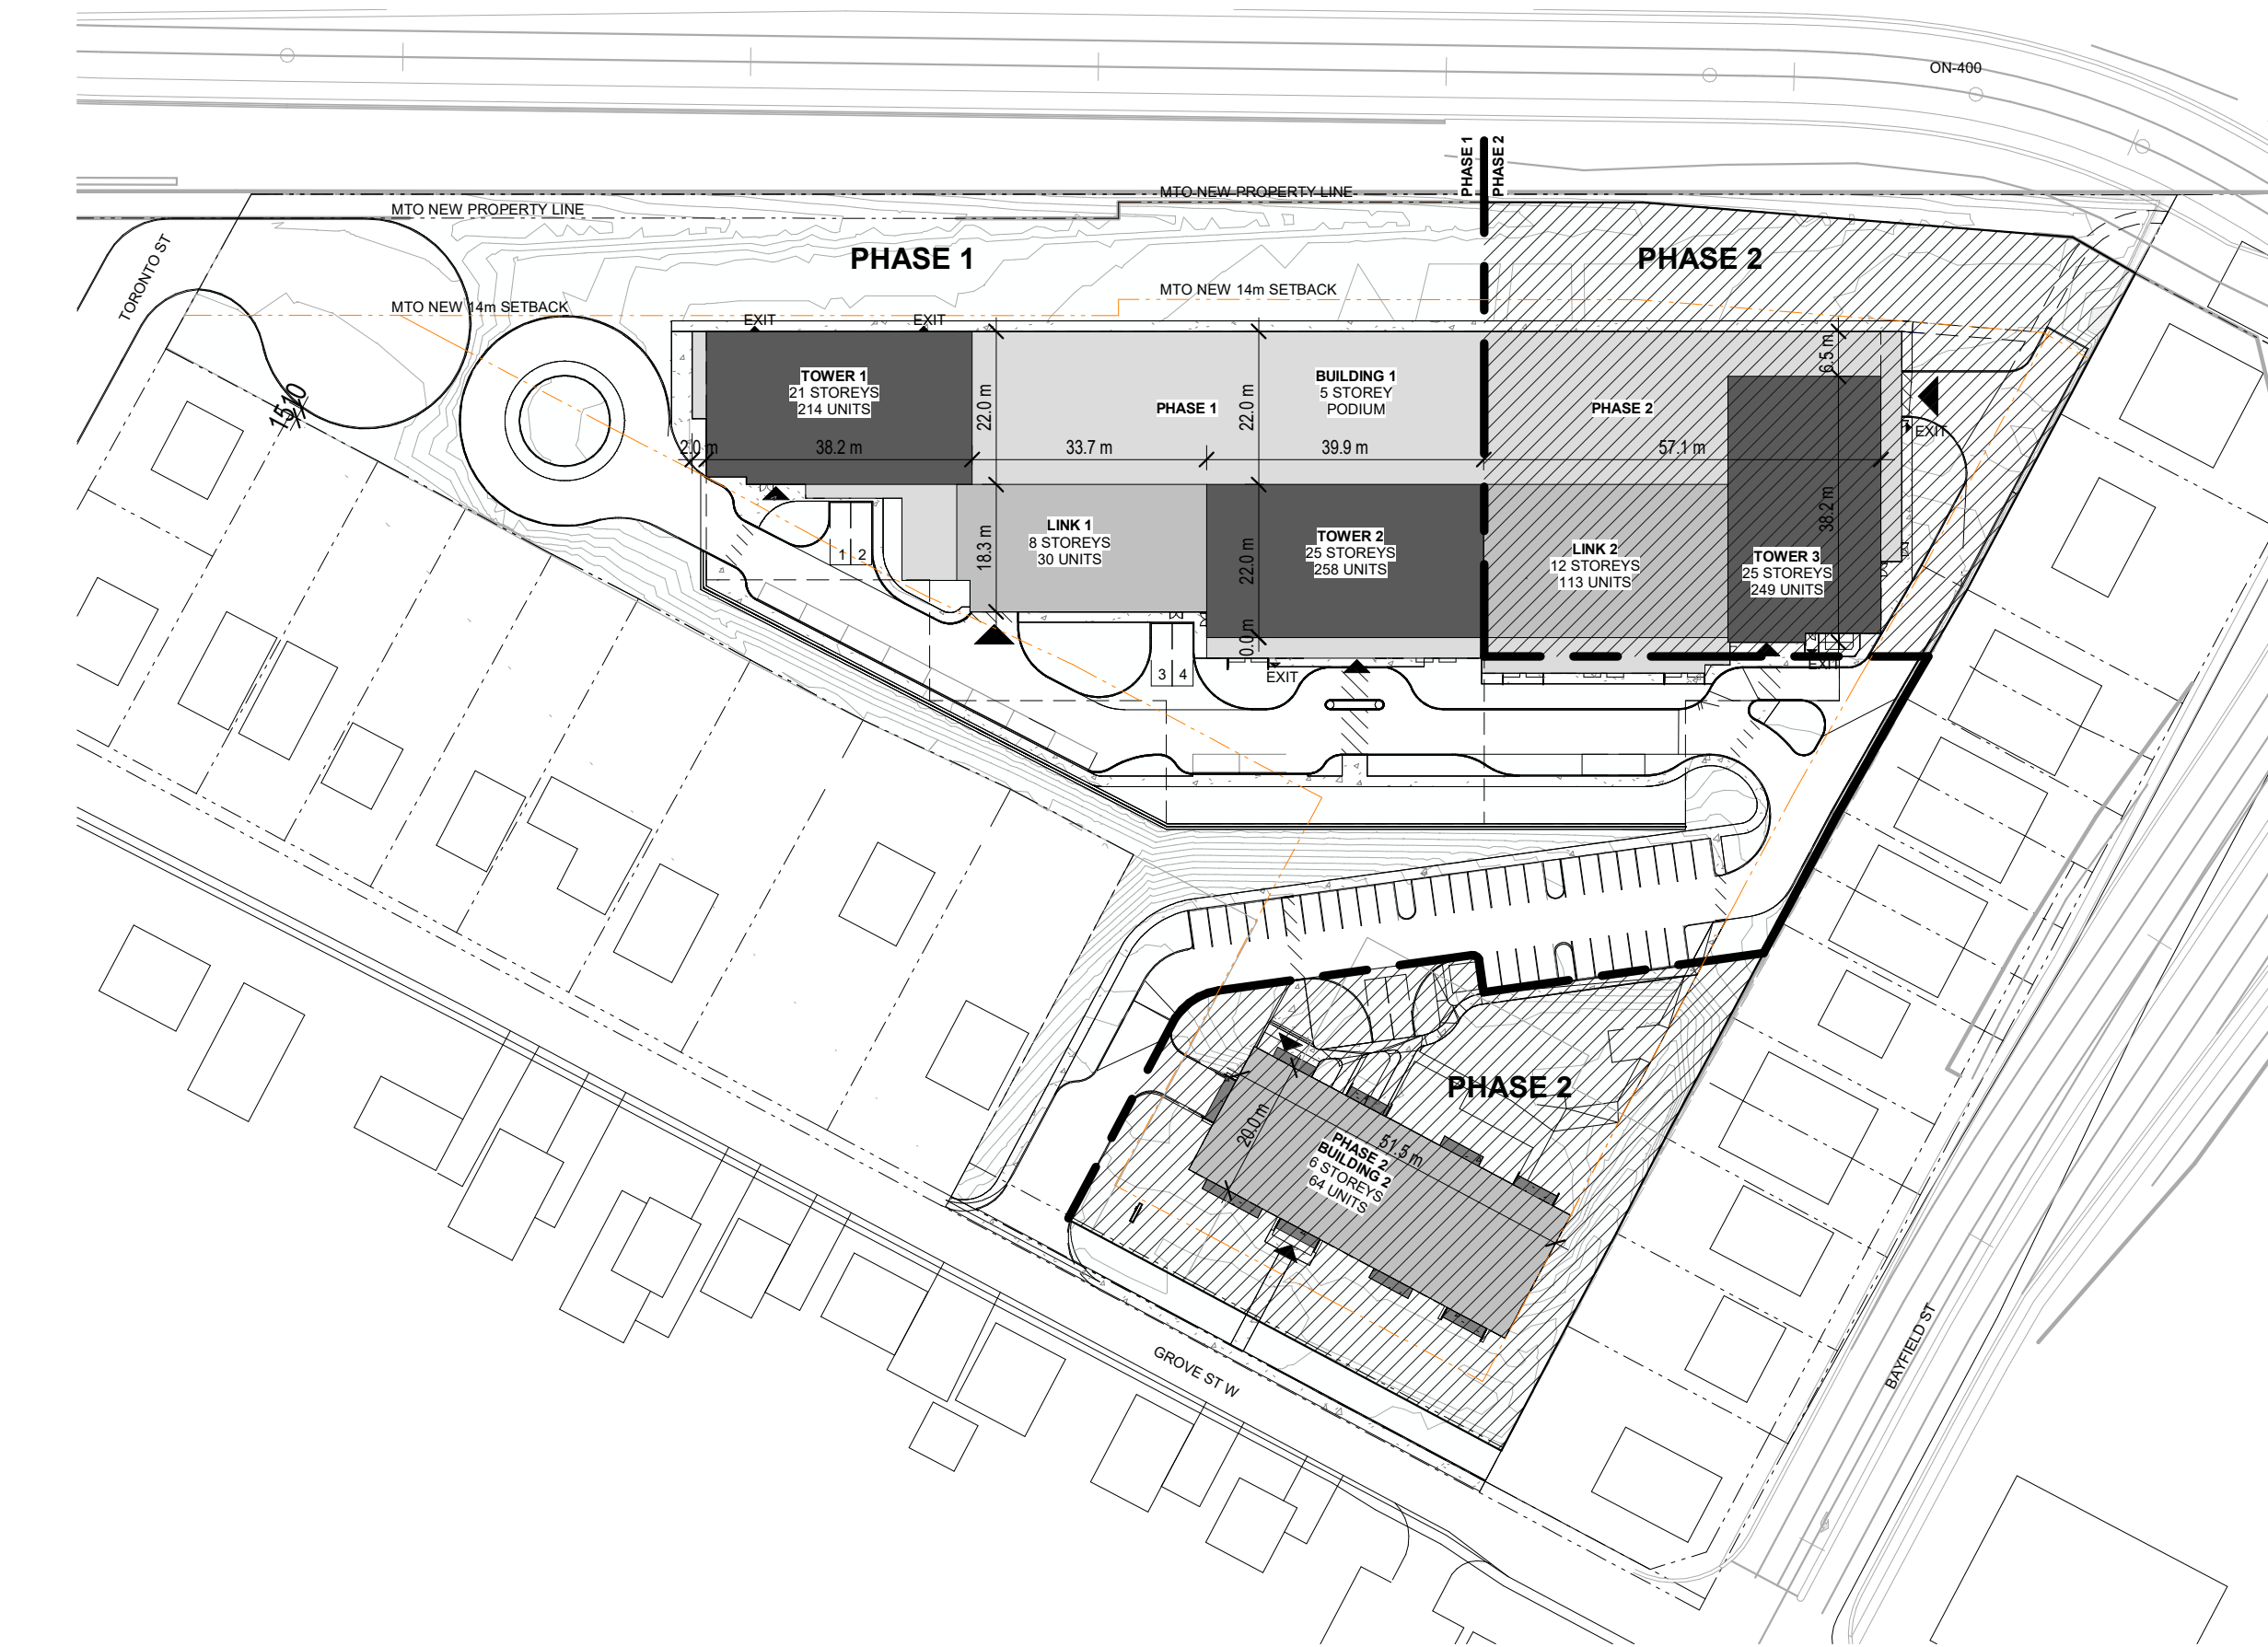 ON-400
PHASE 1
PHASE 2
MTO NEW PROPERTY LINE
MTO NEW PROPERTY LINE
TORONTO ST
PHASE 1
PHASE 2
MTO NEW 14m SETBACK
MTO NEW 14m SETBACK
EXIT
EXIT
6.5 m
TOWER 1
21 STOREYS
214 UNITS
22.0 m
22.0 m
BUILDING 1
5 STOREY
PODIUM
PHASE 1
PHASE 2
EXIT
2.0 m
38.2 m
33.7 m
39.9 m
57.1 m
38.2 m
LINK 1
8 STOREYS
30 UNITS
18.3 m
22.0 m
TOWER 2
25 STOREYS
258 UNITS
LINK 2
12 STOREYS
113 UNITS
TOWER 3
25 STOREYS
249 UNITS
1
2
0.0 m
3
4
EXIT
EXIT
PHASE 2
20.0 m
51.5 m
PHASE 2
BUILDING 2
6 STOREYS
64 UNITS
GROVE ST W
BAYFIELD ST